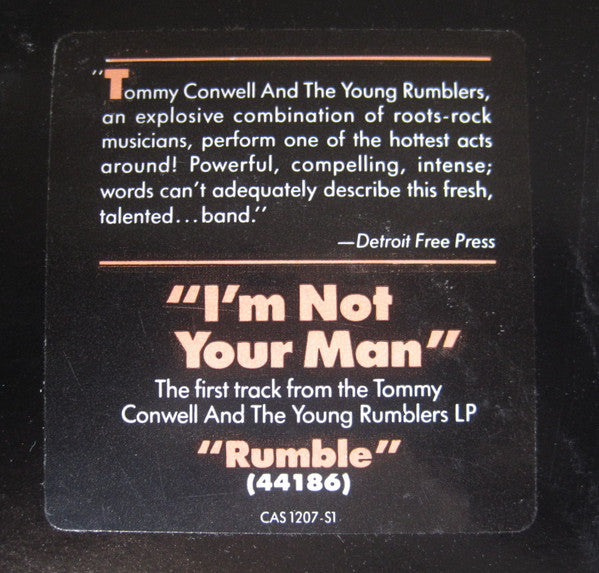 "Tommy Conwell And The Young Rumblers,
an explosive combination of roots-rock
musicians, perform one of the hottest acts
around! Powerful, compelling, intense;
words can't adequately describe this fresh,
talented...band."
—Detroit Free Press
"I'm Not
Your Man"
The first track from the Tommy
Conwell And The Young Rumblers LP
"Rumble"
(44186)
CAS 1207-S1